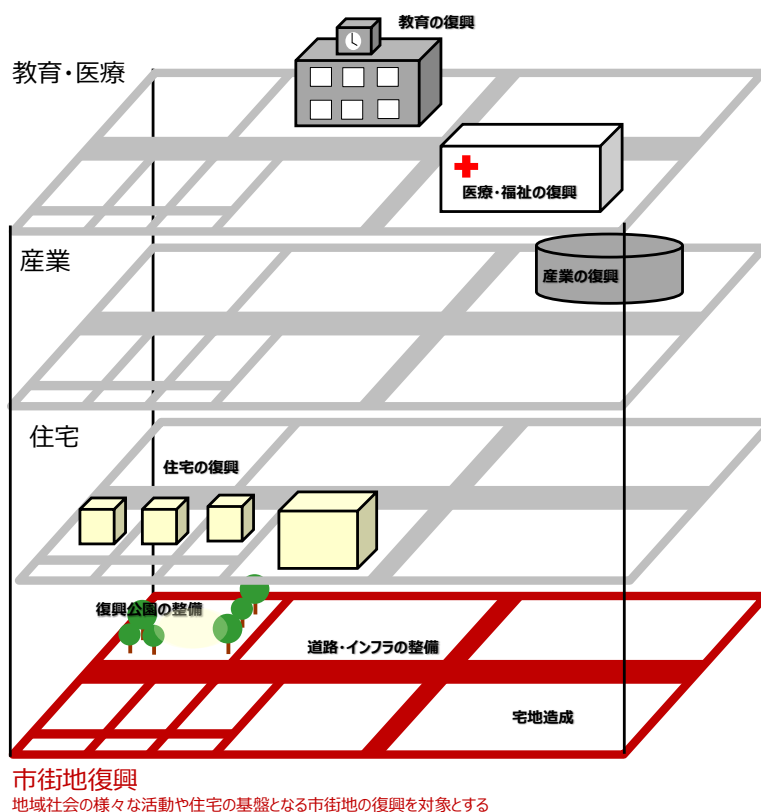 教育の復興
教育・医療
医療・福祉の復興
産業
産業の復興
住宅
住宅の復興
復興公園の整備
道路・インフラの整備
宅地造成
市街地復興
地域社会の様々な活動や住宅の基盤となる市街地の復興を対象とする